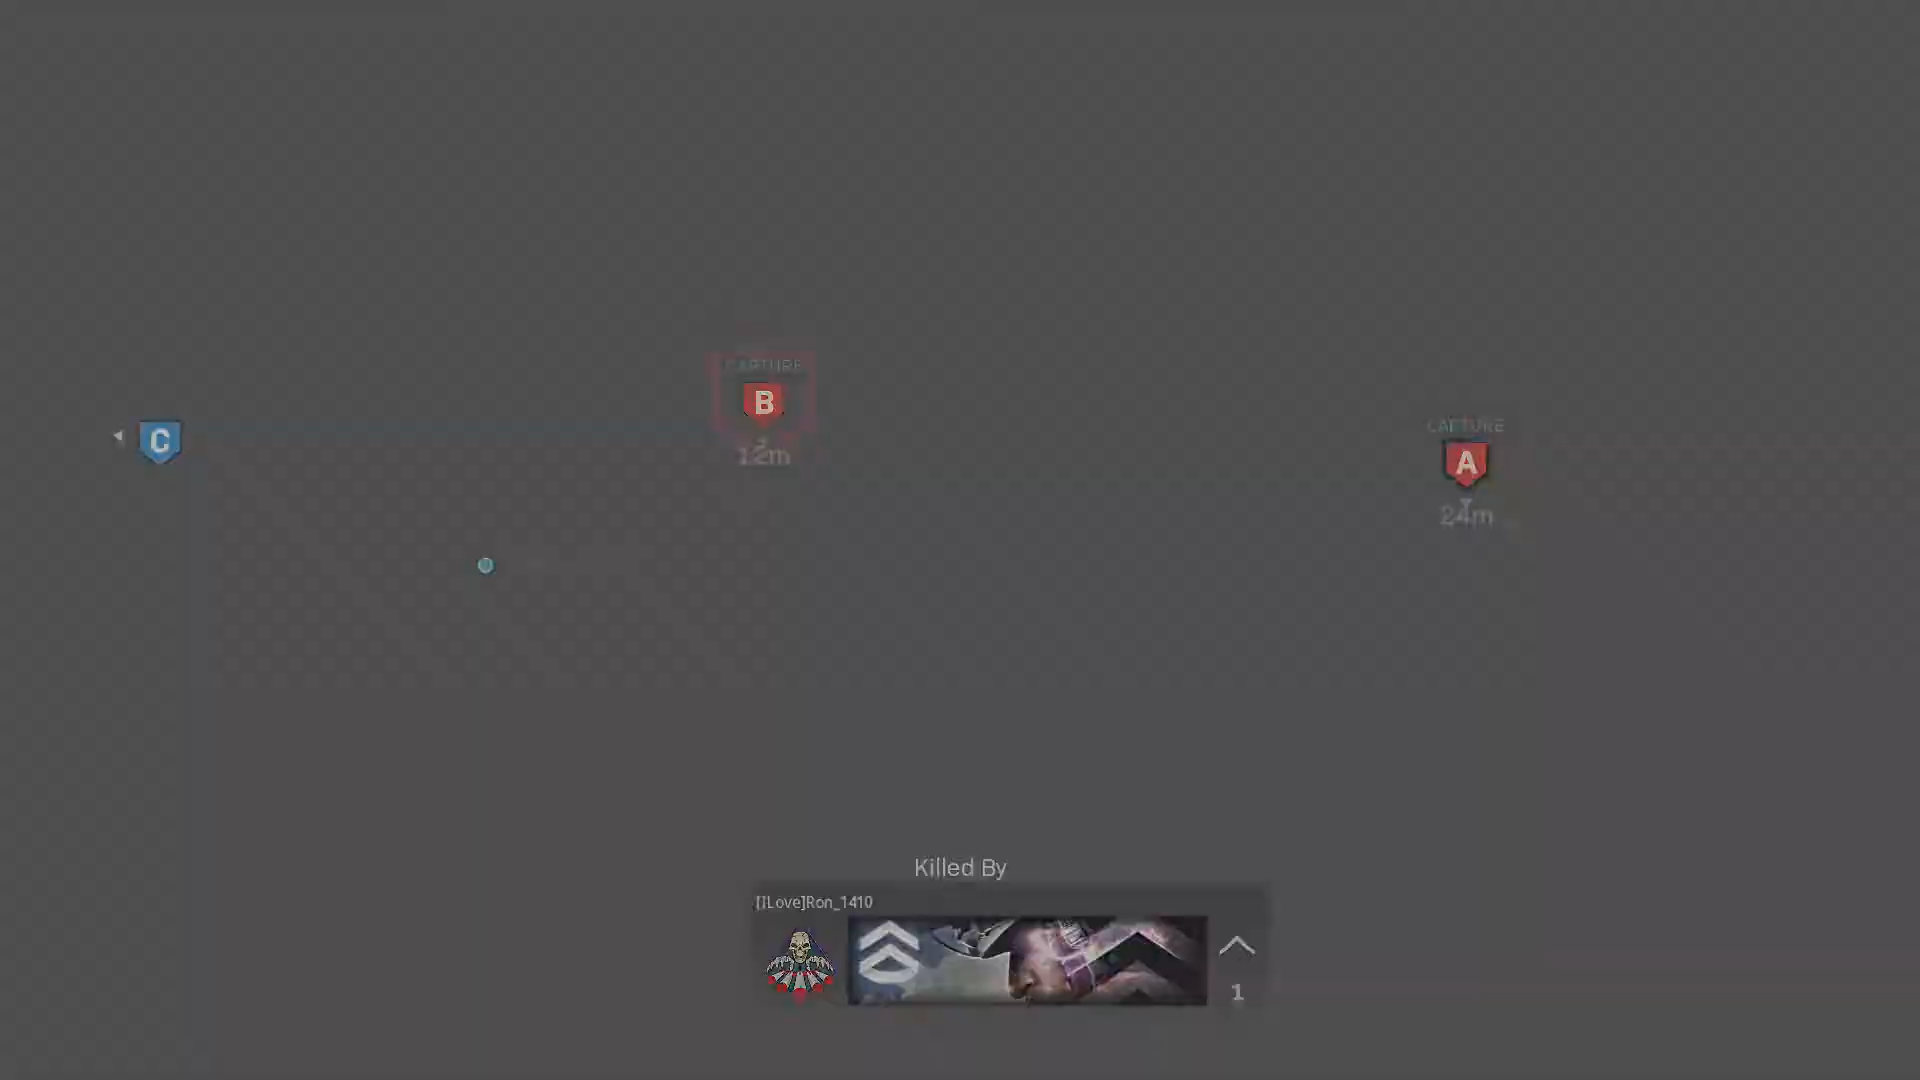 CAPTURE
B
12m
C
CAPTURE
A
24m
Killed By
[ILove]Ron_1410
1